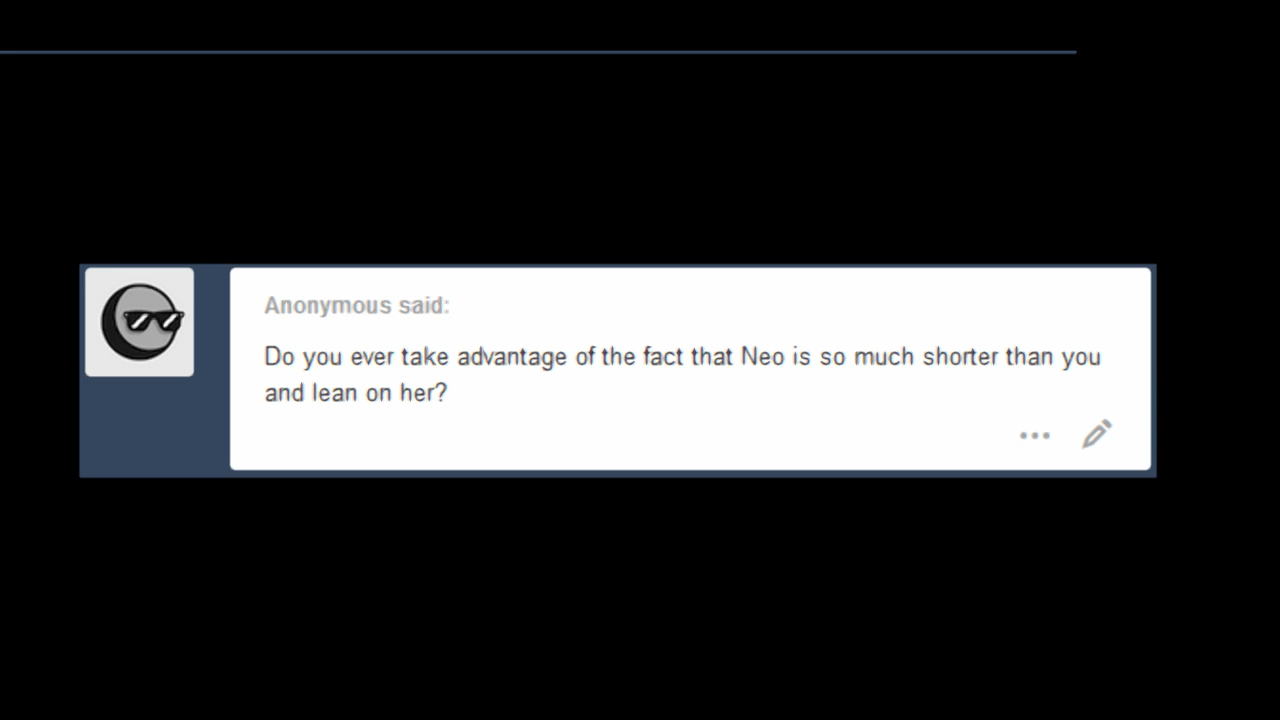 Anonymous said:
Do you ever take advantage of the fact that Neo is so much shorter than you
and lean on her?